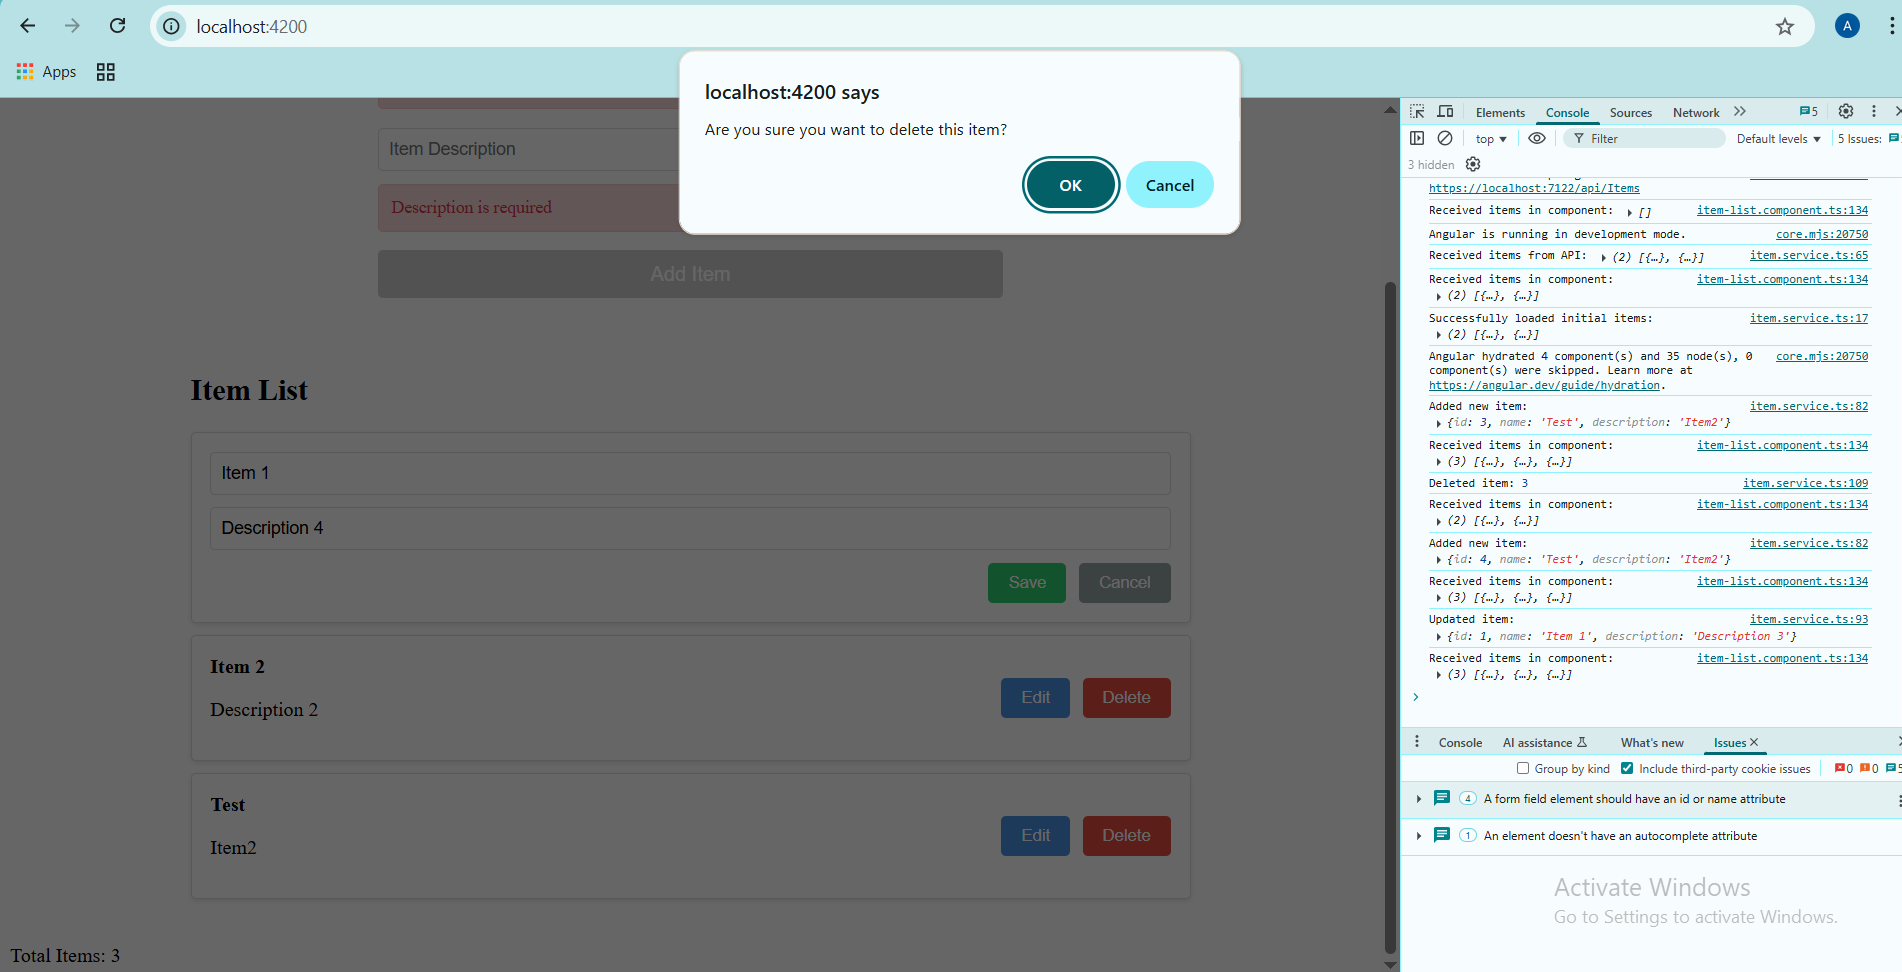 localhost:4200
A
Apps
localhost:4200 says
Are you sure you want to delete this item?
OK
Cancel
Item Description
Description is required
Add Item
Item List
Item 1
Description 4
Save
Cancel
Item 2
Description 2
Edit
Delete
Test
Item2
Edit
Delete
Total Items: 3
Elements
Console
Sources
Network
5
top
Filter
Default levels
5 Issues:
3 hidden
https://localhost:7122/api/Items
Received items in component: [] item-list.component.ts:134
Angular is running in development mode. core.mjs:20750
Received items from API: (2) [{…}, {…}] item.service.ts:65
Received items in component: item-list.component.ts:134
(2) [{…}, {…}]
Successfully loaded initial items: item.service.ts:17
(2) [{…}, {…}]
Angular hydrated 4 component(s) and 35 node(s), 0 core.mjs:20750
component(s) were skipped. Learn more at
https://angular.dev/guide/hydration.
Added new item: item.service.ts:82
{id: 3, name: 'Test', description: 'Item2'}
Received items in component: item-list.component.ts:134
(3) [{…}, {…}, {…}]
Deleted item: 3 item.service.ts:109
Received items in component: item-list.component.ts:134
(2) [{…}, {…}]
Added new item: item.service.ts:82
{id: 4, name: 'Test', description: 'Item2'}
Received items in component: item-list.component.ts:134
(3) [{…}, {…}, {…}]
Updated item: item.service.ts:93
{id: 1, name: 'Item 1', description: 'Description 3'}
Received items in component: item-list.component.ts:134
(3) [{…}, {…}, {…}]
Console
AI assistance
What's new
Issues
Group by kind
Include third-party cookie issues
0
0
5
4 A form field element should have an id or name attribute
1 An element doesn't have an autocomplete attribute
Activate Windows
Go to Settings to activate Windows.